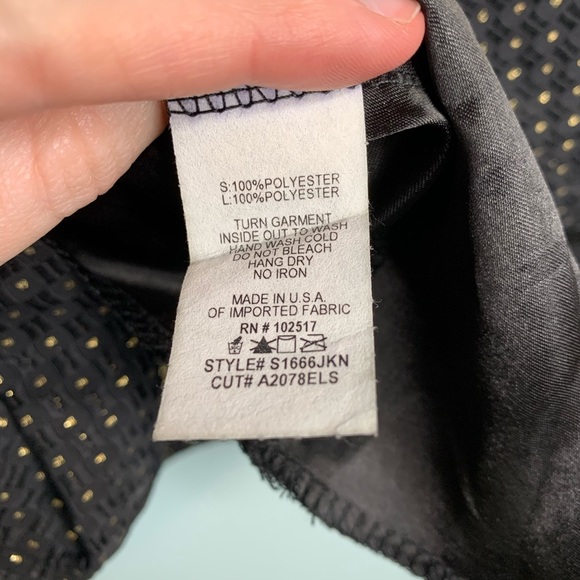 S:100%POLYESTER
L:100%POLYESTER
TURN GARMENT
INSIDE OUT TO WASH
HAND WASH COLD
DO NOT BLEACH
HANG DRY
NO IRON
MADE IN U.S.A.
OF IMPORTED FABRIC
RN # 102517
STYLE# S1666JKN
CUT# A2078ELS